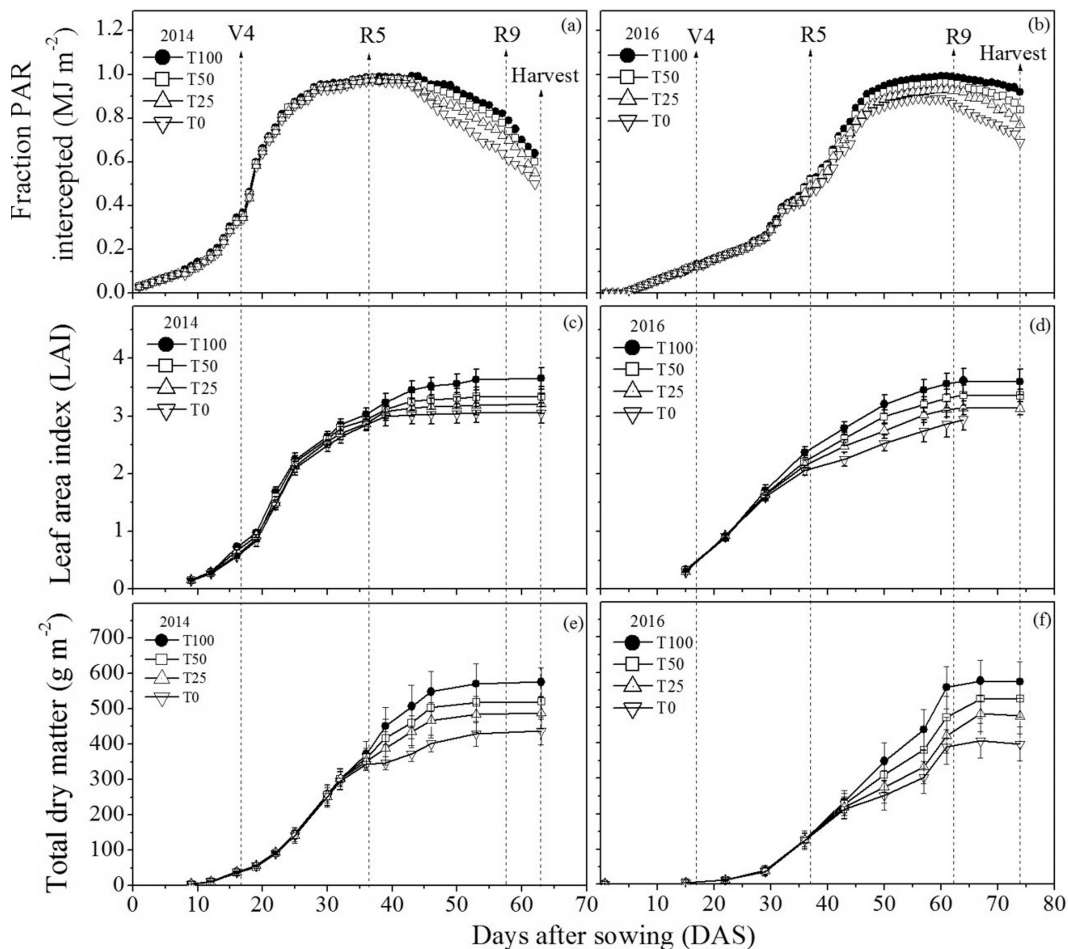 Fraction PAR
intercepted (MJ m-2)
1.2
1.0
0.8
0.6
0.4
0.2
0.0
2014
T100
T50
T25
T0
V4
R5
R9
Harvest
(a)
2016
T100
T50
T25
T0
V4
R5
R9
Harvest
(b)
Leaf area index (LAI)
4
3
2
1
0
2014
T100
T50
T25
T0
(c)
2016
T100
T50
T25
T0
(d)
Total dry matter (g m-2)
700
600
500
400
300
200
100
0
2014
T100
T50
T25
T0
(e)
2016
T100
T50
T25
T0
(f)
0 10 20 30 40 50 60 70
10 20 30 40 50 60 70 80
Days after sowing (DAS)